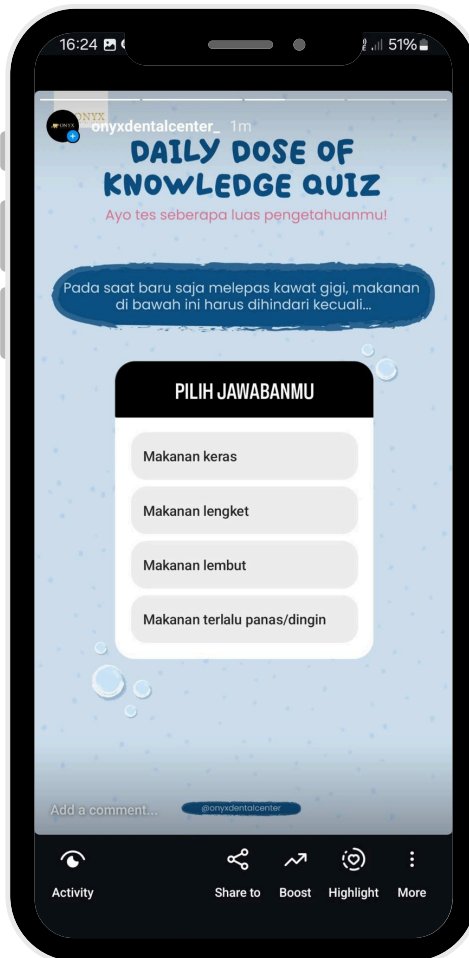 16:24
51%
ONYX
ONYX
onyxdentalcenter_ 1m
DAILY DOSE OF
KNOWLEDGE QUIZ
Ayo tes seberapa luas pengetahuanmu!
Pada saat baru saja melepas kawat gigi, makanan
di bawah ini harus dihindari kecuali...
PILIH JAWABANMU
Makanan keras
Makanan lengket
Makanan lembut
Makanan terlalu panas/dingin
Add a comment...
@onyxdentalcenter
Activity
Share to
Boost
Highlight
More